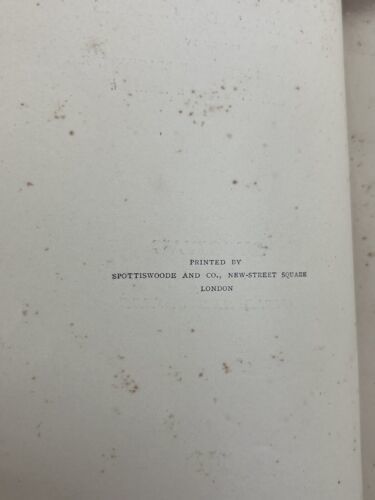 PRINTED BY
SPOTTISWOODE AND CO., NEW-STREET SQUARE
LONDON